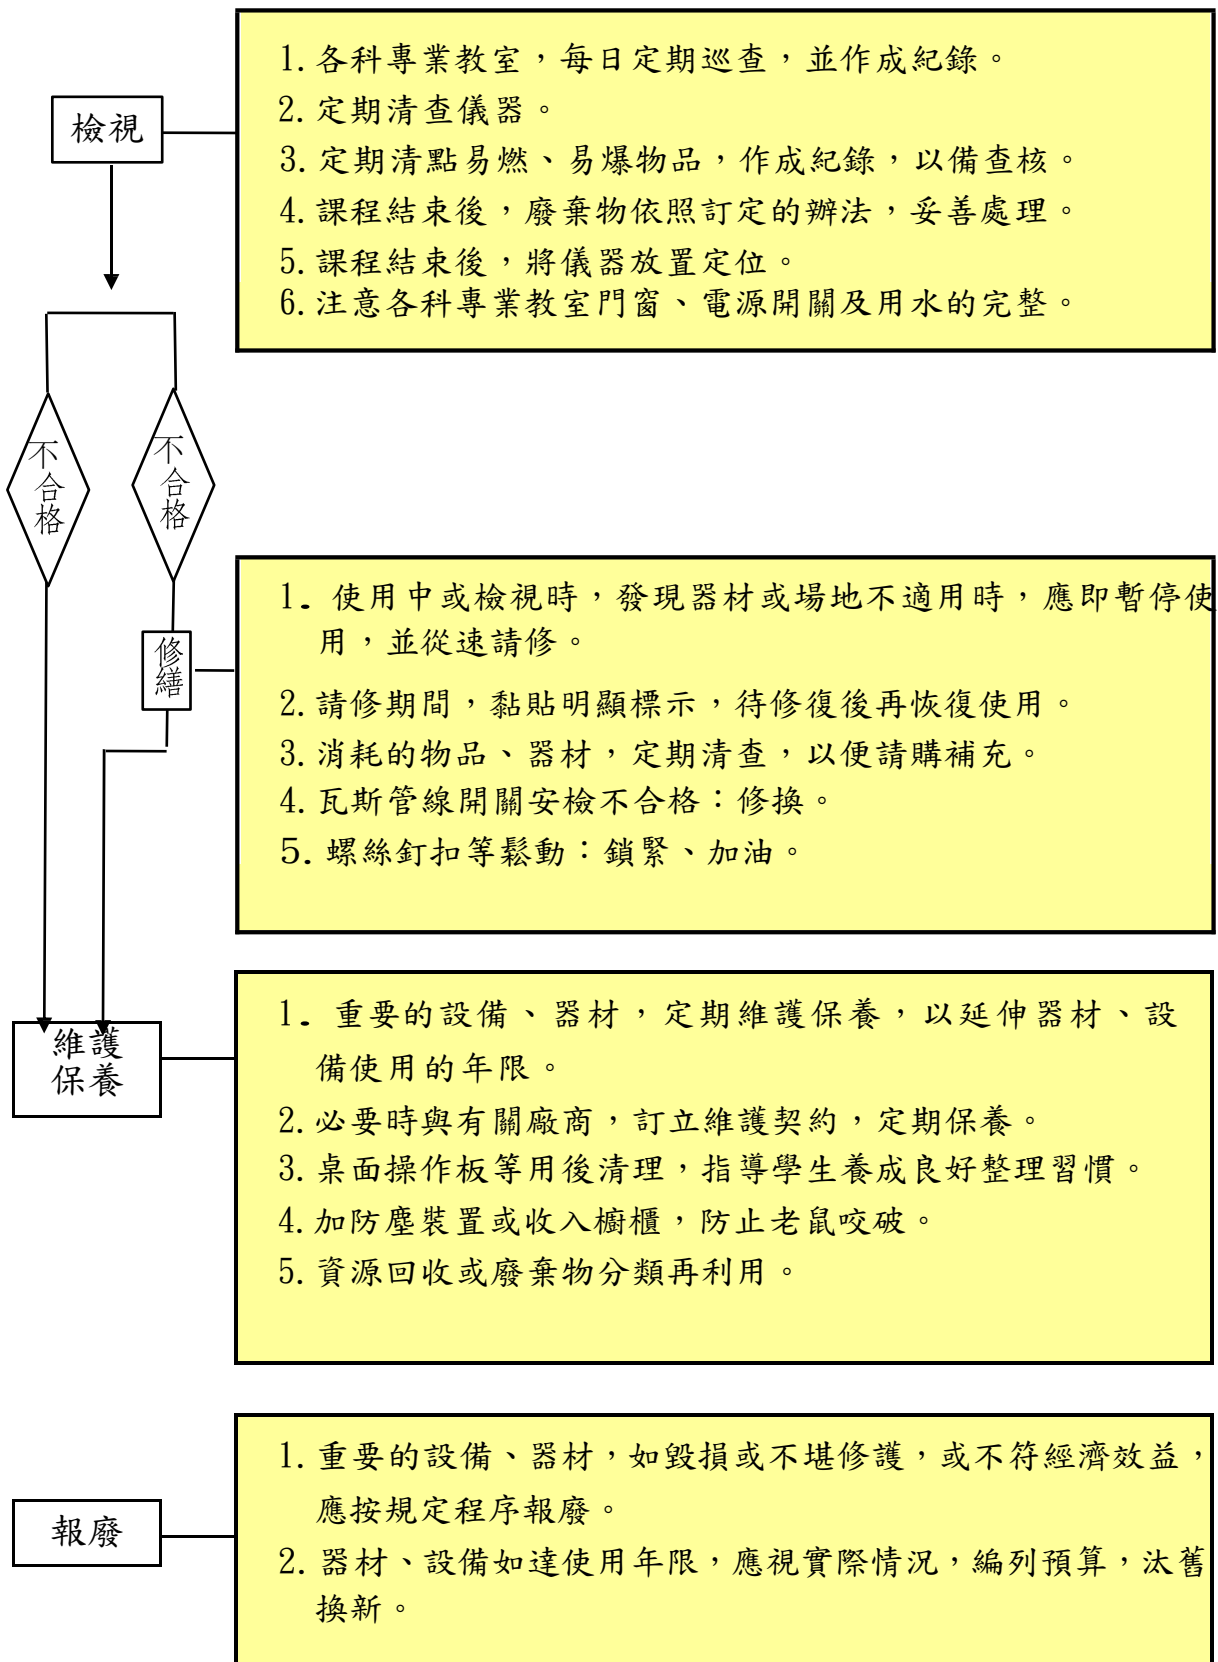 檢視
1.各科專業教室，每日定期巡查，並作成紀錄。
2.定期清查儀器。
3.定期清點易燃、易爆物品，作成紀錄，以備查核。
4.課程結束後，廢棄物依照訂定的辦法，妥善處理。
5.課程結束後，將儀器放置定位。
6.注意各科專業教室門窗、電源開關及用水的完整。
不合格
不合格
修繕
1. 使用中或檢視時，發現器材或場地不適用時，應即暫停使
用，並從速請修。
2.請修期間，黏貼明顯標示，待修復後再恢復使用。
3.消耗的物品、器材，定期清查，以便請購補充。
4.瓦斯管線開關安檢不合格：修換。
5.螺絲釘扣等鬆動：鎖緊、加油。
維護
保養
1. 重要的設備、器材，定期維護保養，以延伸器材、設
備使用的年限。
2.必要時與有關廠商，訂立維護契約，定期保養。
3.桌面操作板等用後清理，指導學生養成良好整理習慣。
4.加防塵裝置或收入櫥櫃，防止老鼠咬破。
5.資源回收或廢棄物分類再利用。
報廢
1.重要的設備、器材，如毀損或不堪修護，或不符經濟效益，
應按規定程序報廢。
2.器材、設備如達使用年限，應視實際情況，編列預算，汰舊
換新。